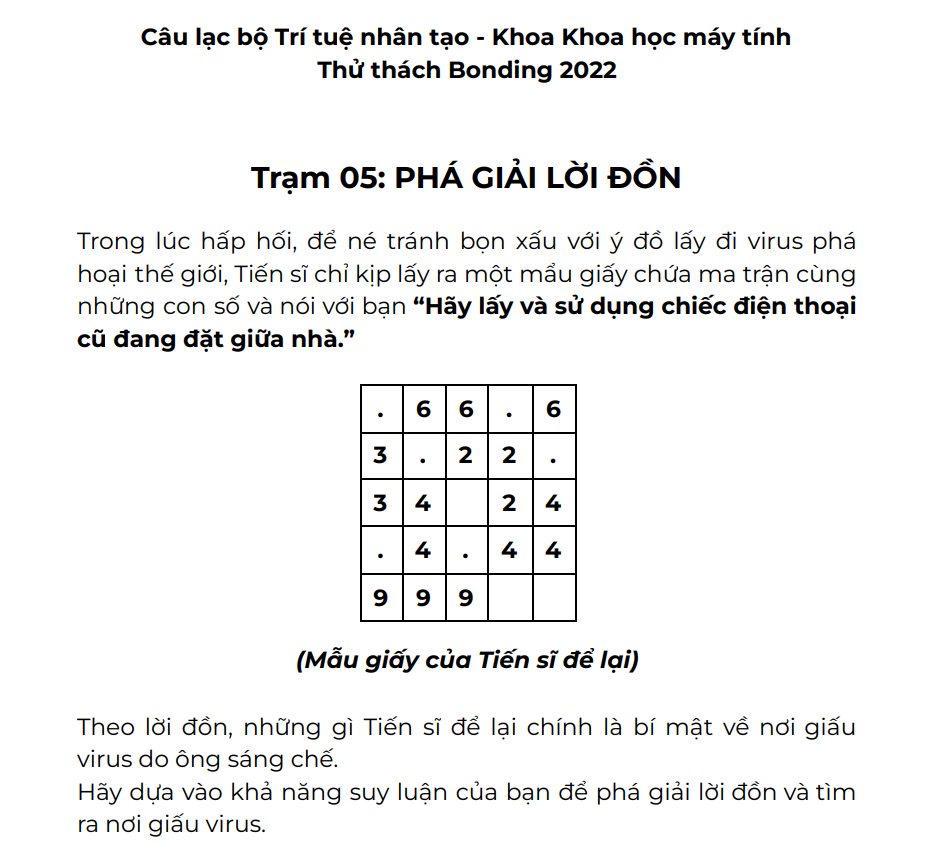 Câu lạc bộ Trí tuệ nhân tạo - Khoa Khoa học máy tính
Thử thách Bonding 2022
Trạm 05: PHÁ GIẢI LỜI ĐỒN
Trong lúc hấp hối, để né tránh bọn xấu với ý đồ lấy đi virus phá
hoại thế giới, Tiến sĩ chỉ kịp lấy ra một mẩu giấy chứa ma trận cùng
những con số và nói với bạn “Hãy lấy và sử dụng chiếc điện thoại
cũ đang đặt giữa nhà.”
. 6 6 . 6
3 . 2 2 .
3 4 2 4
. 4 . 4 4
9 9 9
(Mẫu giấy của Tiến sĩ để lại)
Theo lời đồn, những gì Tiến sĩ để lại chính là bí mật về nơi giấu
virus do ông sáng chế.
Hãy dựa vào khả năng suy luận của bạn để phá giải lời đồn và tìm
ra nơi giấu virus.